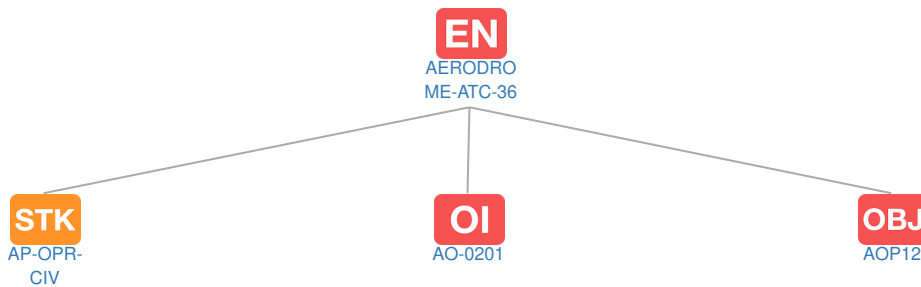 EN
AERODRO
ME-ATC-36
STK
AP-OPR-
CIV
OI
AO-0201
OBJ
AOP12